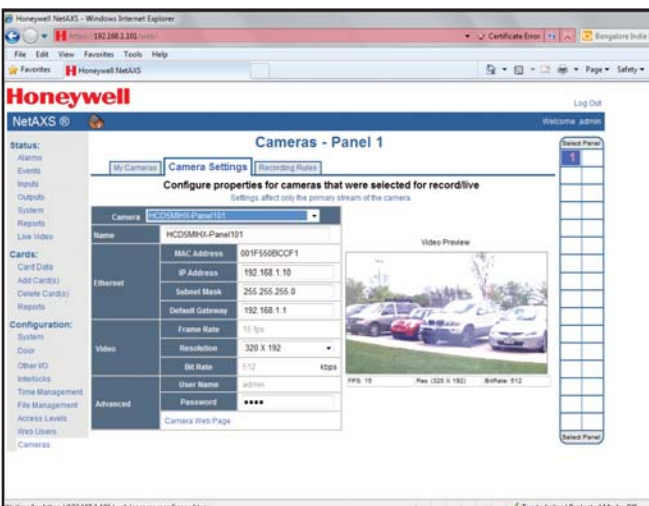 Honeywell NetAXS - Windows Internet Explorer
192.168.1.101
Certificate Error
Bangalore India
File Edit View Favorites Tools Help
Favorites
Honeywell NetAXS
Page Safety
Honeywell
Log Out
NetAXS ®
Welcome admin
Cameras - Panel 1
Select Panel
1
Status:
Alarms
Events
Inputs
Outputs
System
Reports
Live Video
Cards:
Card Data
Add Card(s)
Delete Card(s)
Reports
Configuration:
System
Door
Other I/O
Interlocks
Time Management
File Management
Access Levels
Web Users
Cameras
My Cameras
Camera Settings
Recording Rules
Configure properties for cameras that were selected for record/live
Settings affect only the primary stream of the camera.
Camera HCD5MIHX-Panel101
Name HCD5MIHX-Panel101
Ethernet
MAC Address 001F550BCCF1
IP Address 192.168.1.10
Subnet Mask 255.255.255.0
Default Gateway 192.168.1.1
Video
Frame Rate 15 fps
Resolution 320 X 192
Bit Rate 512 kbps
Advanced
User Name admin
Password
Camera Web Page
Video Preview
FPS: 15 Res (320 X 192) BitRate: 512
Select Panel